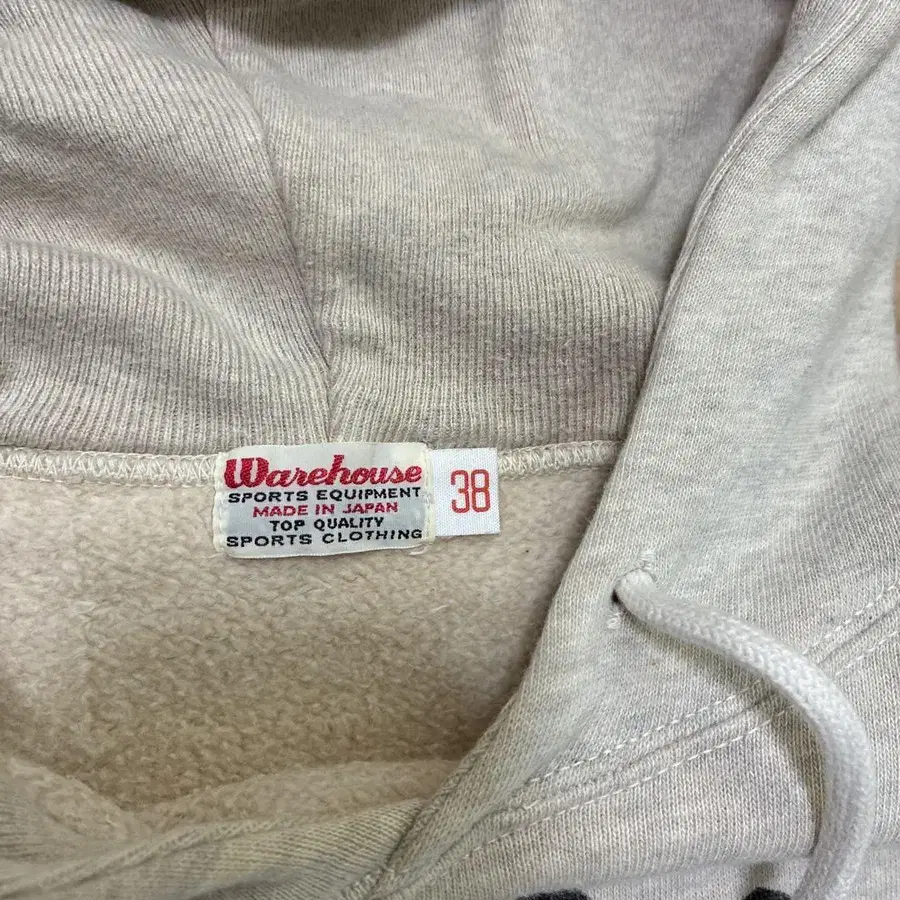 Warehouse
SPORTS EQUIPMENT
MADE IN JAPAN
TOP QUALITY
SPORTS CLOTHING
38